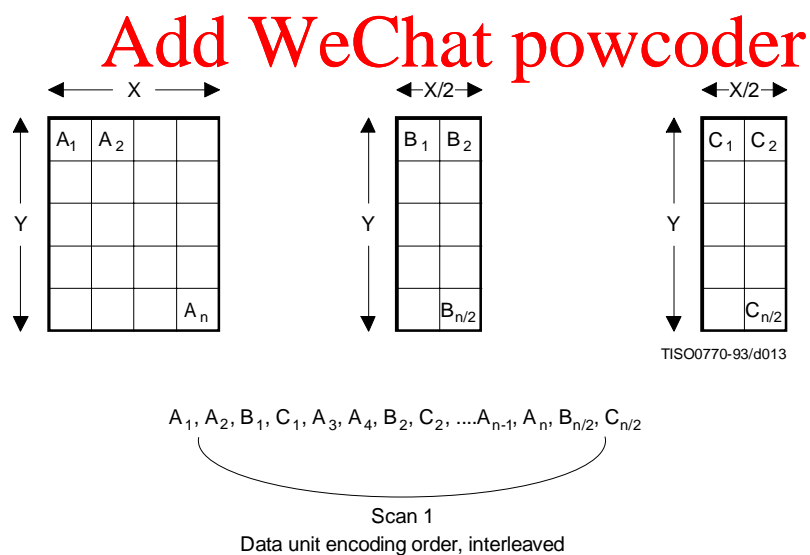 Add WeChat powcoder
X X/2 X/2
A1 A2 B1 B2 C1 C2
Y Y Y
An Bn/2 Cn/2
TISO0770-93/d013
A1, A2, B1, C1, A3, A4, B2, C2, ....An-1, An, Bn/2, Cn/2
Scan 1
Data unit encoding order, interleaved